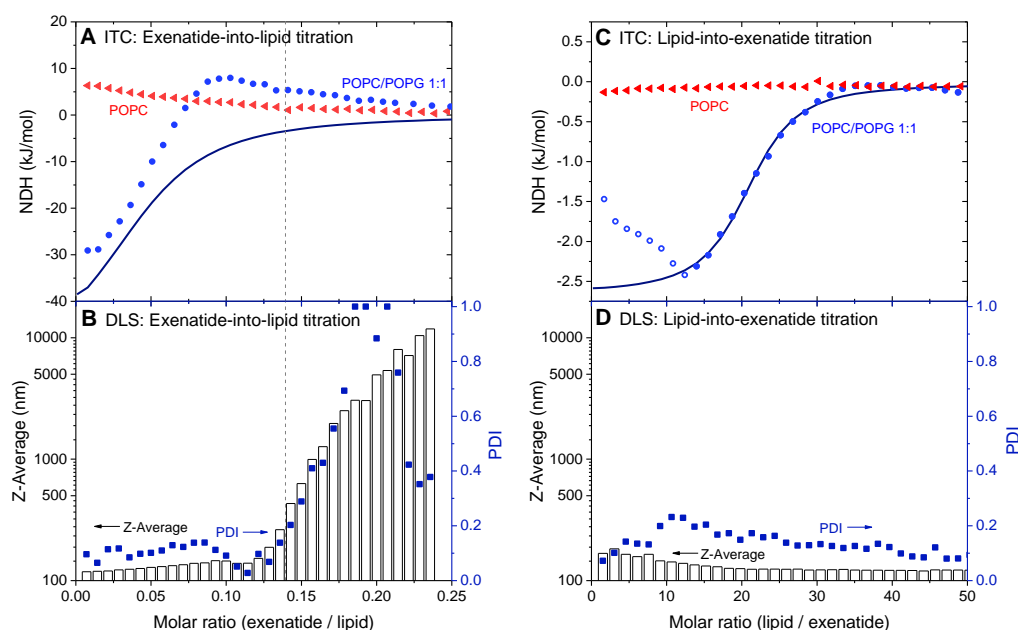 A ITC: Exenatide-into-lipid titration
POPC/POPG 1:1
POPC
NDH (kJ/mol)
20
10
0
-10
-20
-30
-40
C ITC: Lipid-into-exenatide titration
POPC
POPC/POPG 1:1
NDH (kJ/mol)
0.5
0.0
-0.5
-1.0
-1.5
-2.0
-2.5
B DLS: Exenatide-into-lipid titration
Z-Average
PDI
Z-Average (nm)
10000
5000
1000
500
100
1.0
0.8
0.6
0.4
0.2
0.0
PDI
0.00 0.05 0.10 0.15 0.20 0.25
Molar ratio (exenatide / lipid)
D DLS: Lipid-into-exenatide titration
PDI
Z-Average
Z-Average (nm)
10000
5000
1000
500
100
1.0
0.8
0.6
0.4
0.2
0.0
PDI
0 10 20 30 40 50
Molar ratio (lipid / exenatide)